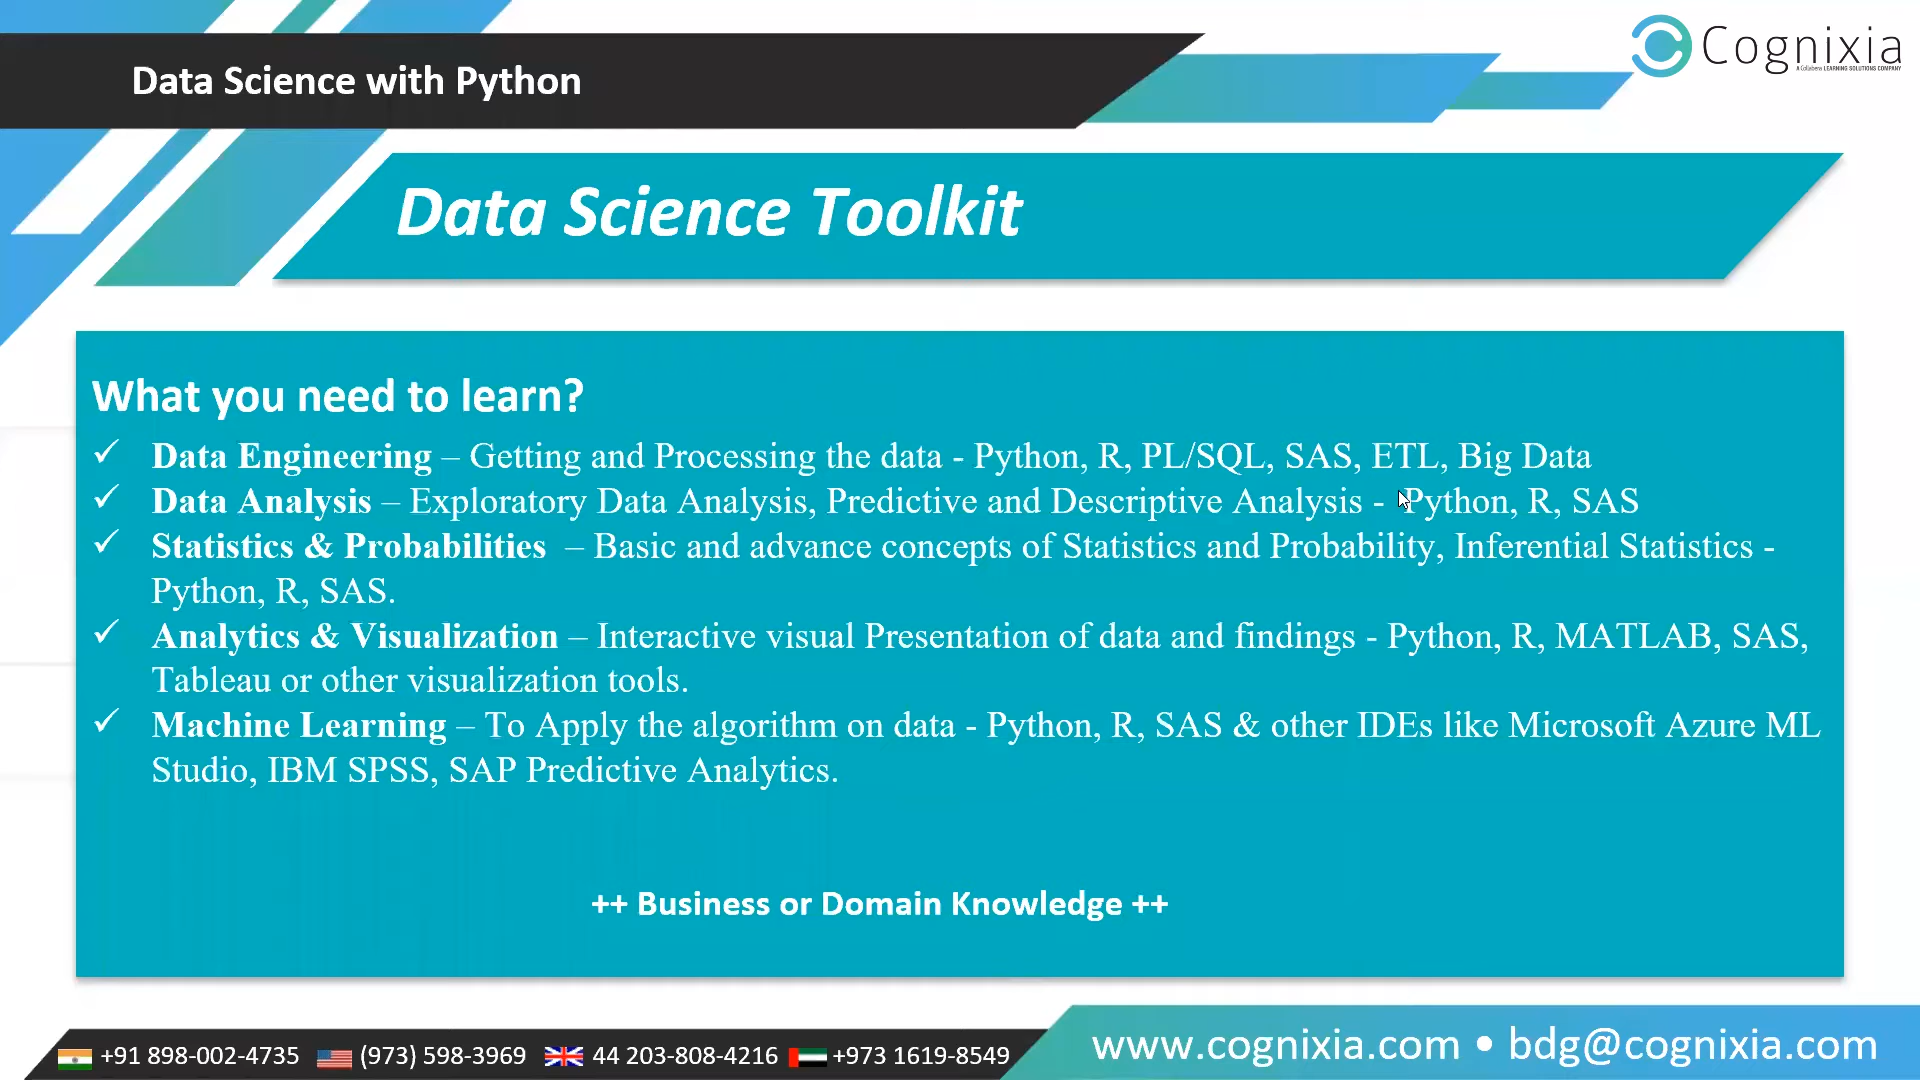 Data Science with Python
Cognixia
A Collabera LEARNING SOLUTIONS COMPANY
Data Science Toolkit
What you need to learn?
✓ Data Engineering – Getting and Processing the data - Python, R, PL/SQL, SAS, ETL, Big Data
✓ Data Analysis – Exploratory Data Analysis, Predictive and Descriptive Analysis - Python, R, SAS
✓ Statistics & Probabilities – Basic and advance concepts of Statistics and Probability, Inferential Statistics -
Python, R, SAS.
✓ Analytics & Visualization – Interactive visual Presentation of data and findings - Python, R, MATLAB, SAS,
Tableau or other visualization tools.
✓ Machine Learning – To Apply the algorithm on data - Python, R, SAS & other IDEs like Microsoft Azure ML
Studio, IBM SPSS, SAP Predictive Analytics.
++ Business or Domain Knowledge ++
+91 898-002-4735 (973) 598-3969 44 203-808-4216 +973 1619-8549
www.cognixia.com • bdg@cognixia.com